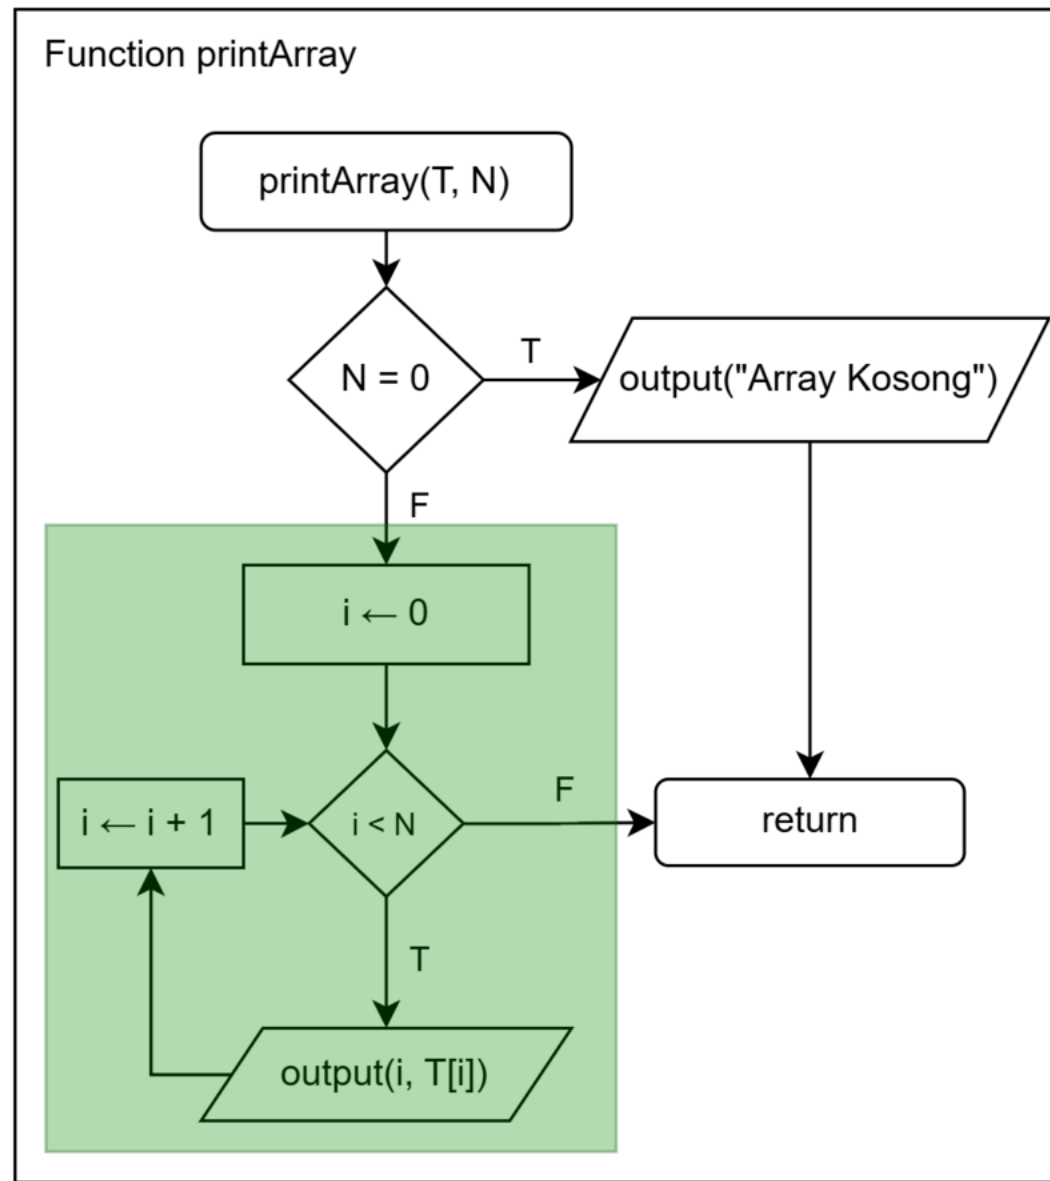 Function printArray
printArray(T, N)
N = 0
T
output("Array Kosong")
F
i ← 0
i < N
F
return
i ← i + 1
T
output(i, T[i])